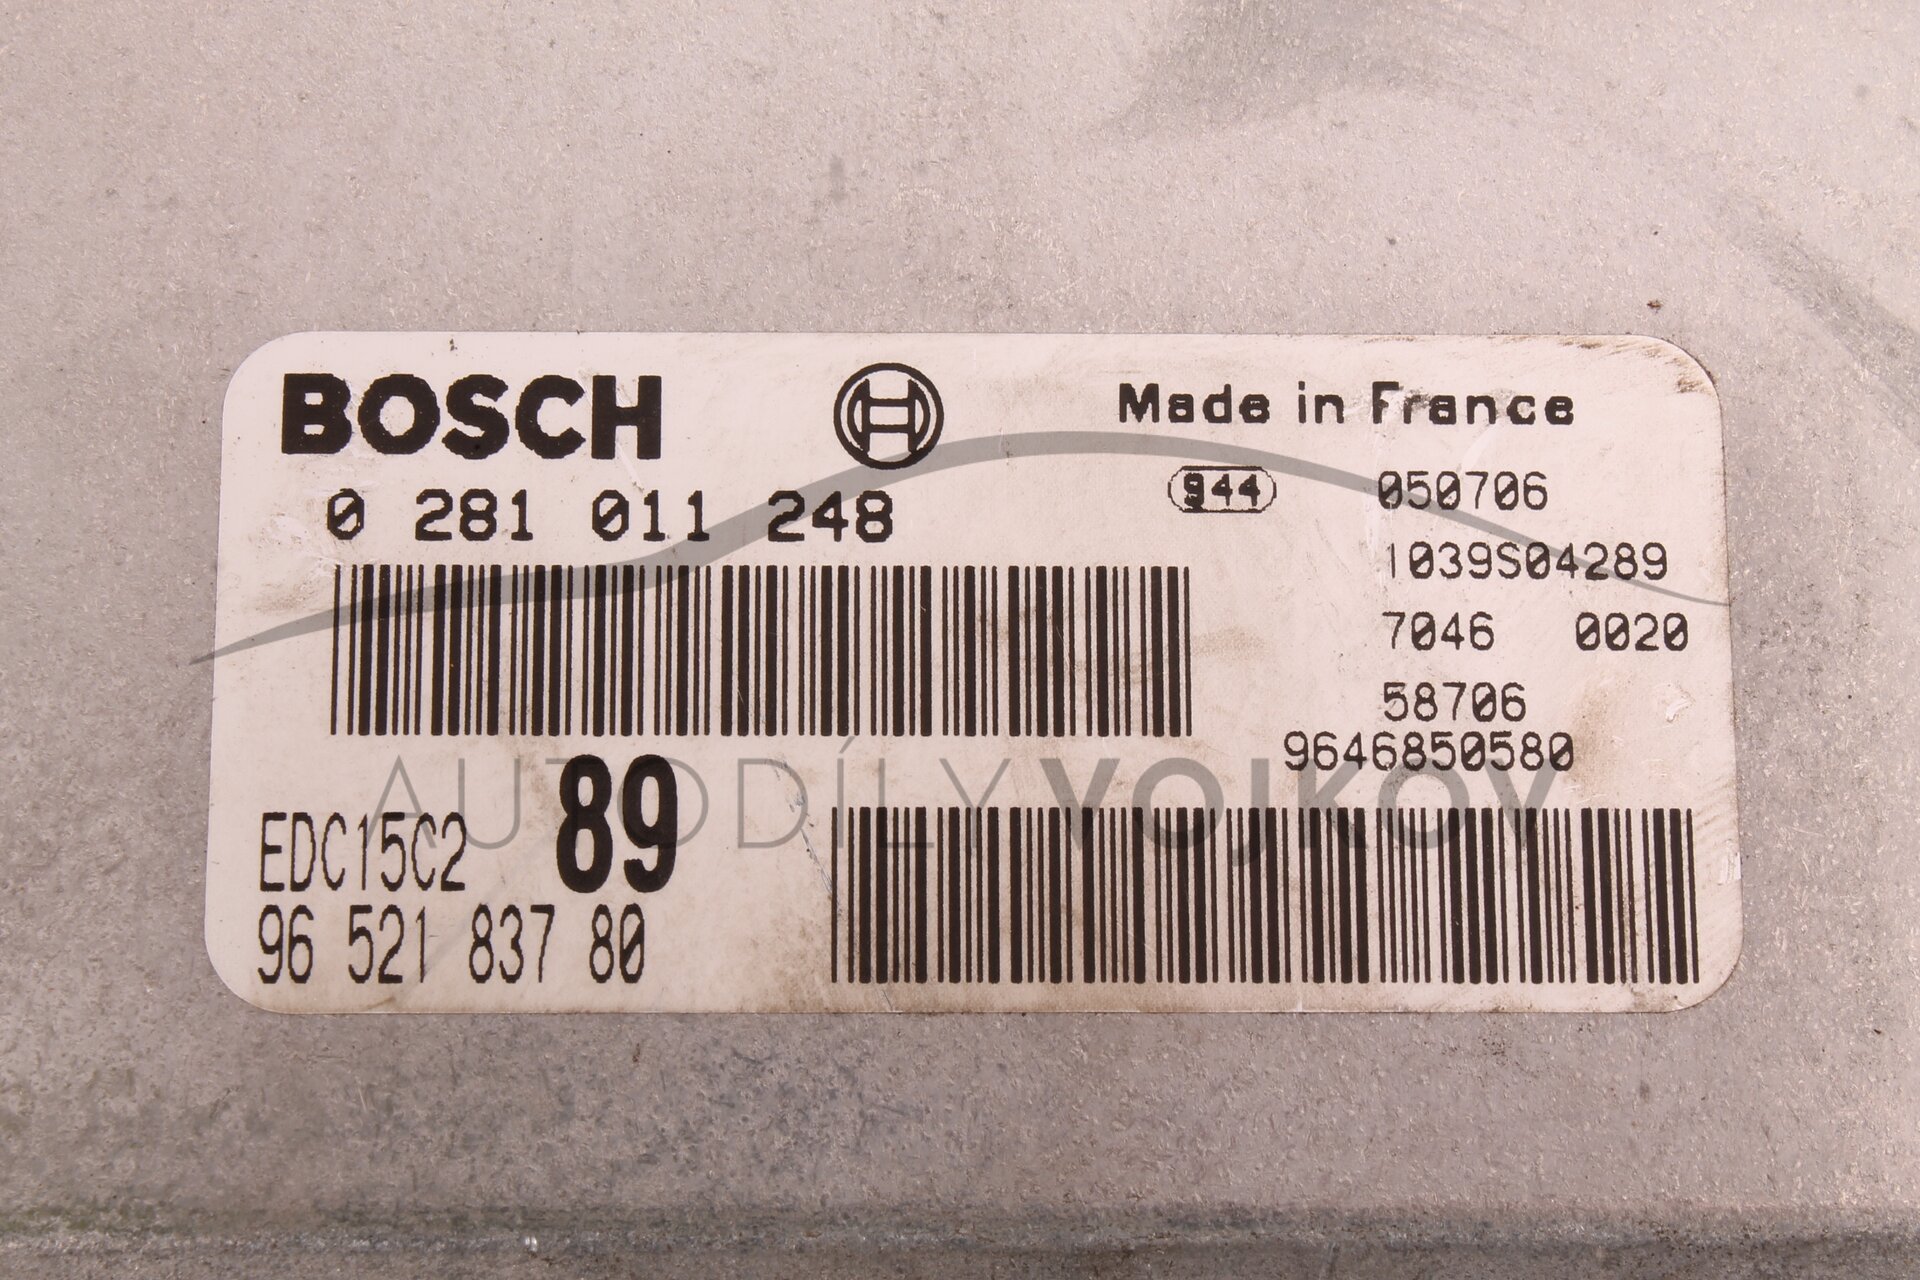 BOSCH
Made in France
0 281 011 248
944
050706
1039S04289
7046 0020
58706
9646850580
AUTODÍLY VOJKOV
EDC15C2
89
96 521 837 80